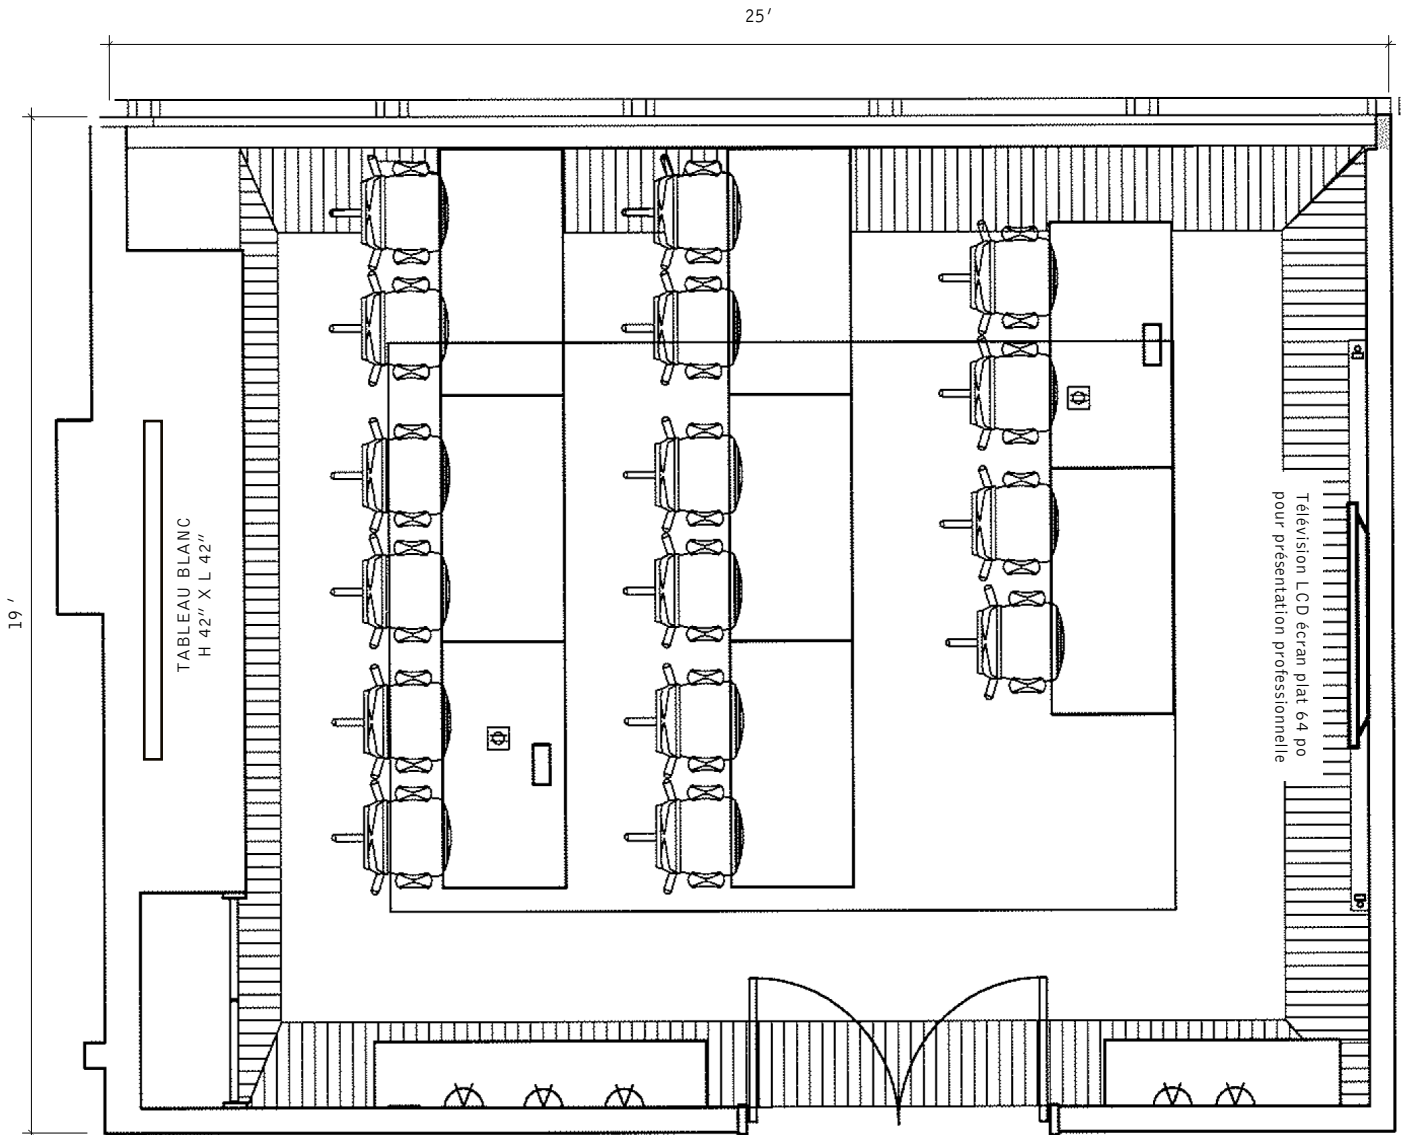 25'
19 '
TABLEAU BLANC
H 42" X L 42"
Télévision LCD écran plat 64 po
pour présentation professionnelle